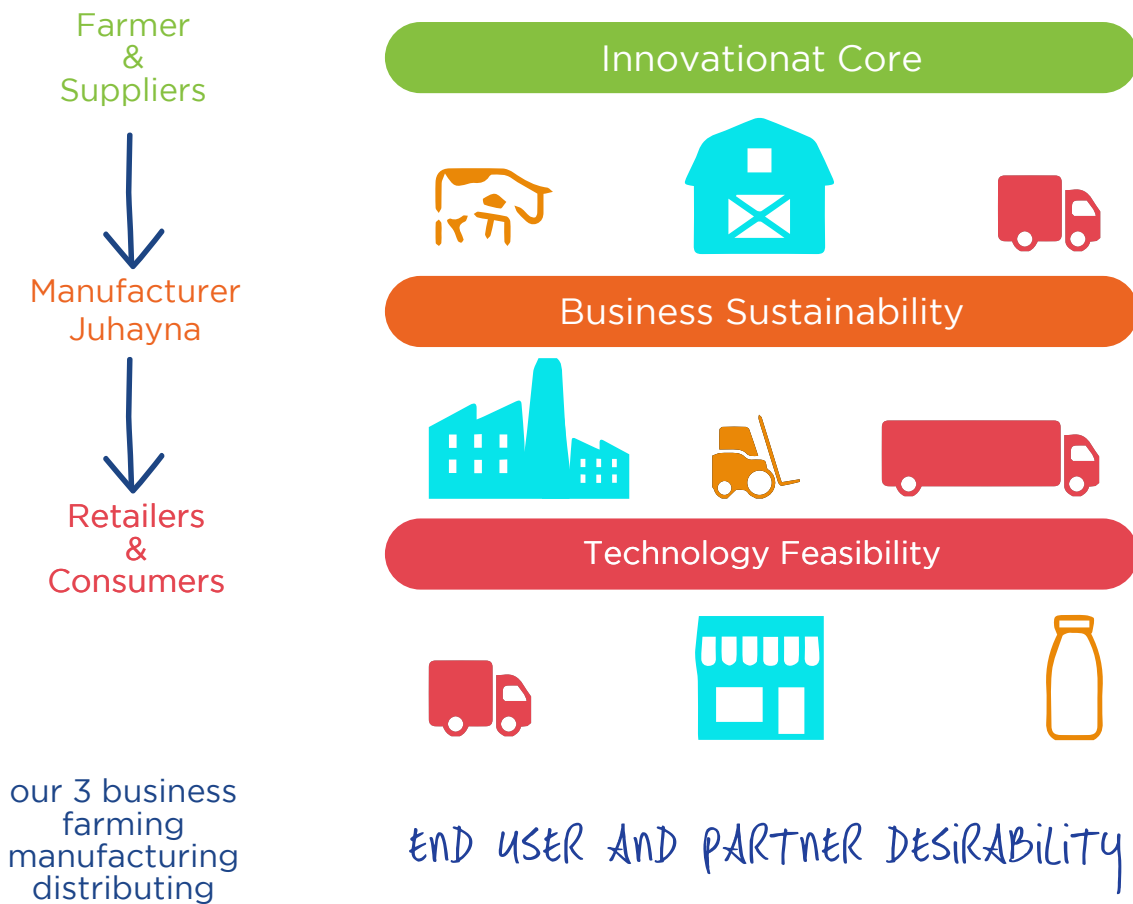 Farmer
&
Suppliers
Innovationat Core
Manufacturer
Juhayna
Business Sustainability
Retailers
&
Consumers
Technology Feasibility
our 3 business
farming
manufacturing
distributing
END USER AND PARTNER DESIRABILITY